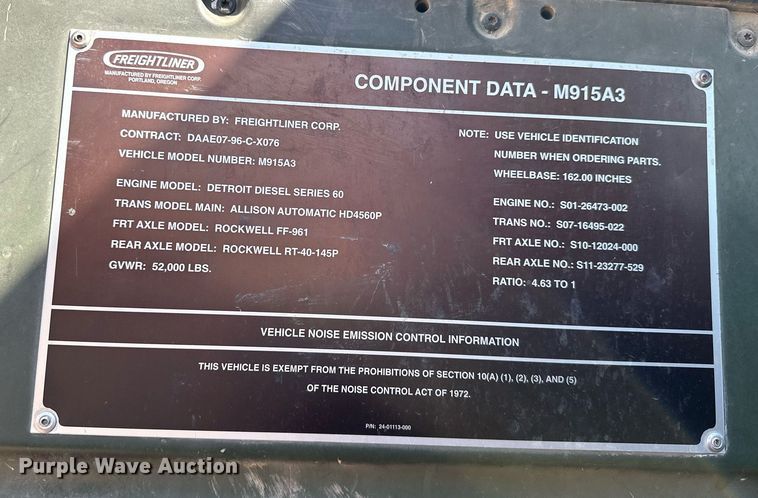 FREIGHTLINER
MANUFACTURED BY FREIGHTLINER CORP.
PORTLAND, OREGON
COMPONENT DATA - M915A3
MANUFACTURED BY: FREIGHTLINER CORP.
CONTRACT: DAAE07-96-C-X076
VEHICLE MODEL NUMBER: M915A3
ENGINE MODEL: DETROIT DIESEL SERIES 60
TRANS MODEL MAIN: ALLISON AUTOMATIC HD4560P
FRT AXLE MODEL: ROCKWELL FF-961
REAR AXLE MODEL: ROCKWELL RT-40-145P
GVWR: 52,000 LBS.
NOTE: USE VEHICLE IDENTIFICATION
NUMBER WHEN ORDERING PARTS.
WHEELBASE: 162.00 INCHES
ENGINE NO.: S01-26473-002
TRANS NO.: S07-16495-022
FRT AXLE NO.: S10-12024-000
REAR AXLE NO.: S11-23277-529
RATIO: 4.63 TO 1
VEHICLE NOISE EMISSION CONTROL INFORMATION
THIS VEHICLE IS EXEMPT FROM THE PROHIBITIONS OF SECTION 10(A) (1), (2), (3), AND (5)
OF THE NOISE CONTROL ACT OF 1972.
P/N: 24-01113-000
Purple Wave Auction